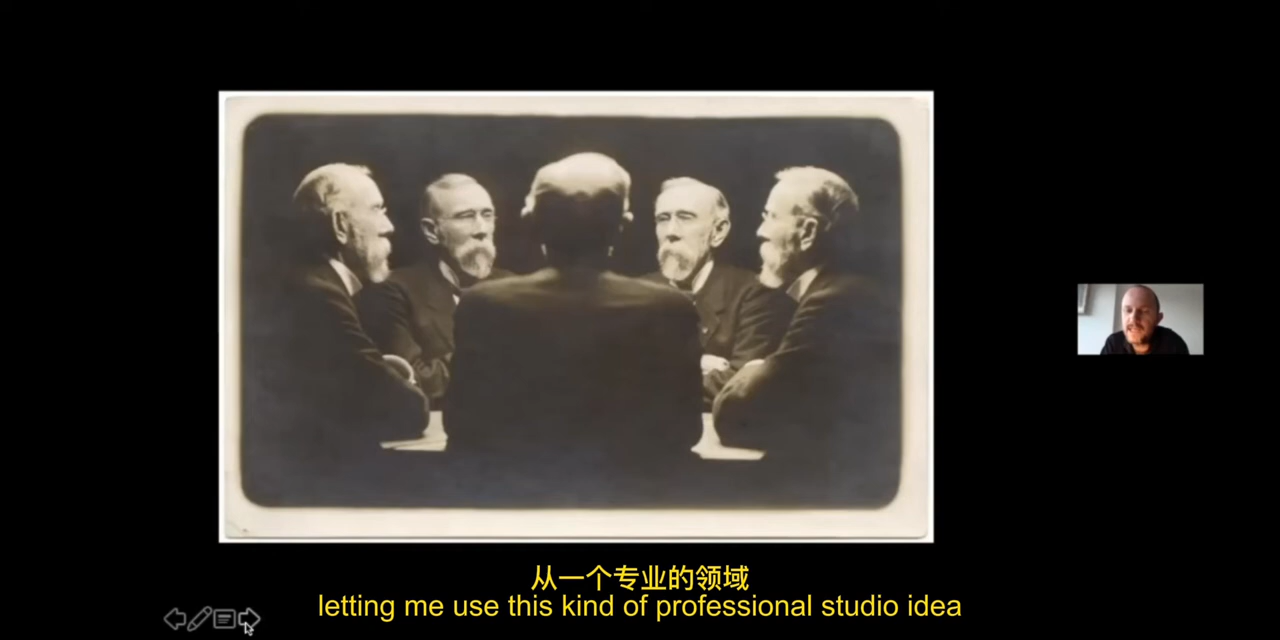 从一个专业的领域
letting me use this kind of professional studio idea